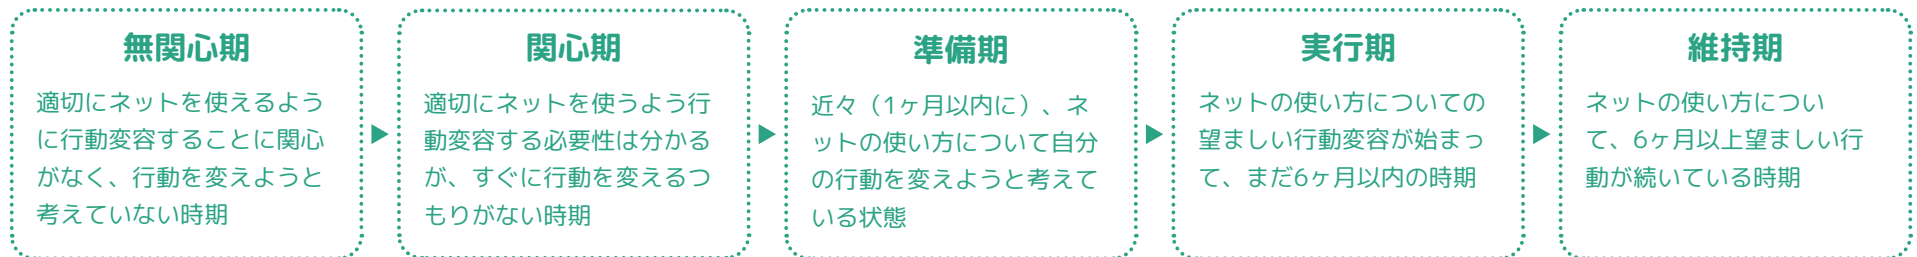 無関心期
適切にネットを使えるよう
に行動変容することに関心
がなく、行動を変えようと
考えていない時期
関心期
適切にネットを使うよう行
動変容する必要性は分かる
が、すぐに行動を変えるつ
もりがない時期
準備期
近々（1ヶ月以内に）、ネ
ットの使い方について自分
の行動を変えようと考えて
いる状態
実行期
ネットの使い方についての
望ましい行動変容が始まっ
て、まだ6ヶ月以内の時期
維持期
ネットの使い方につい
て、6ヶ月以上望ましい行
動が続いている時期